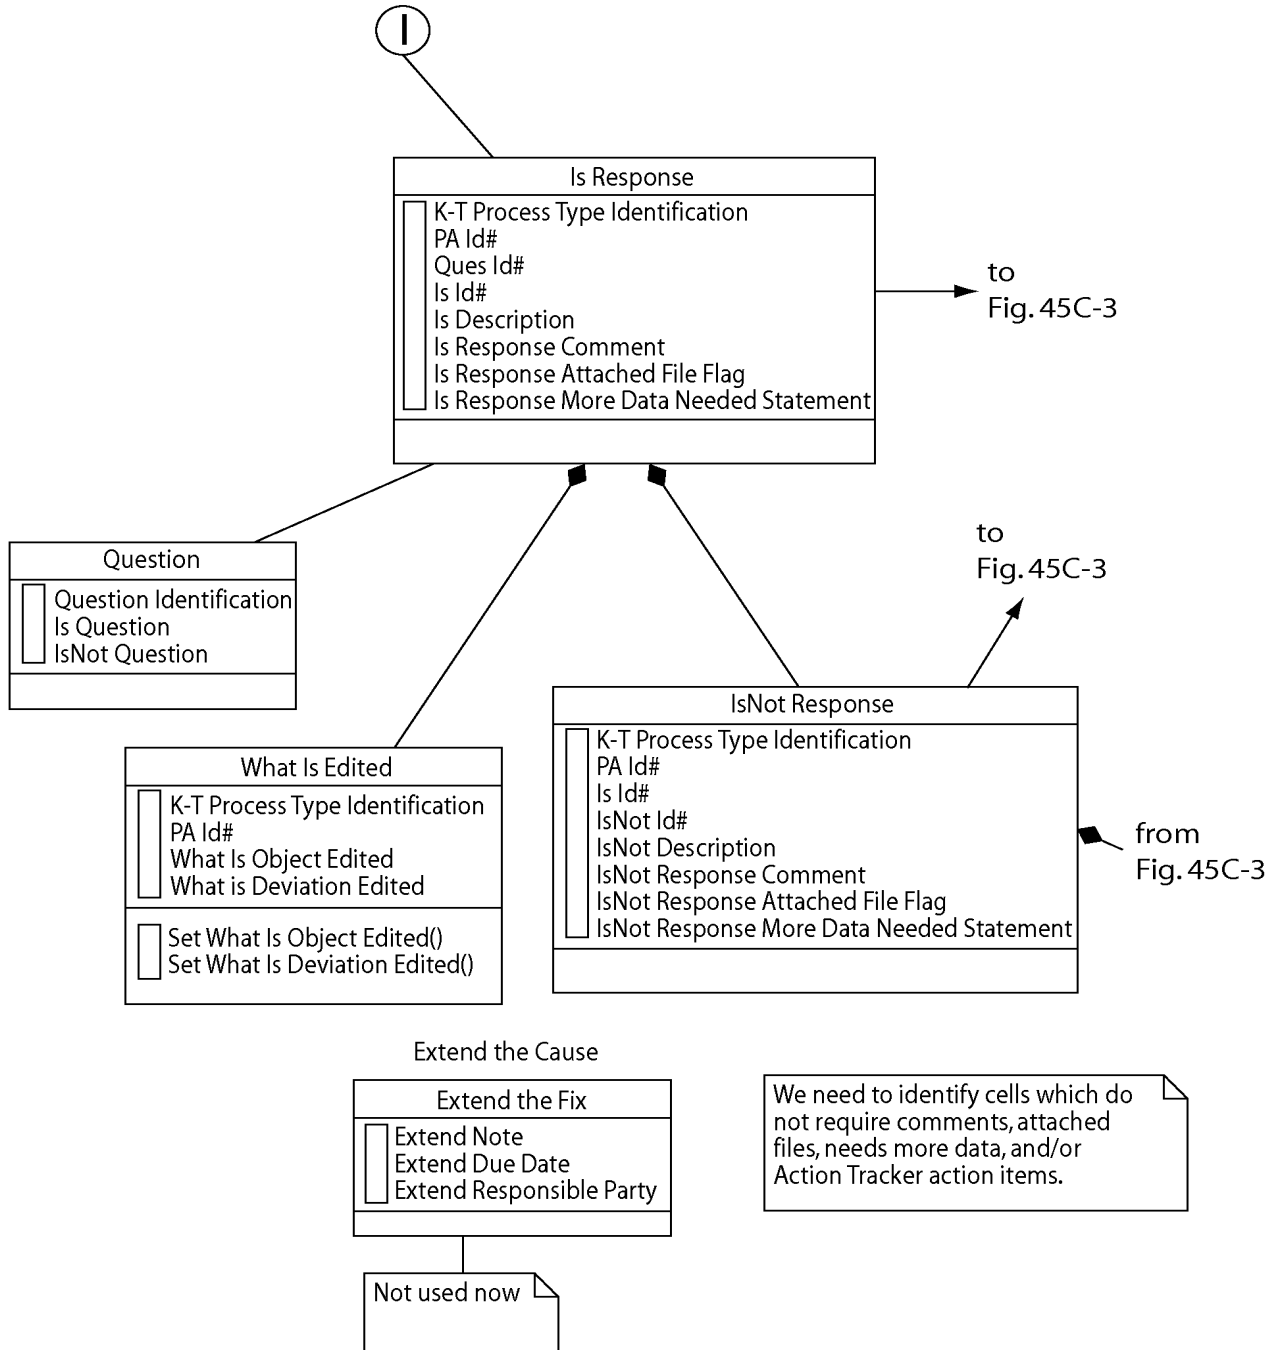 I
Is Response
K-T Process Type Identification
PA Id#
Ques Id#
Is Id#
Is Description
Is Response Comment
Is Response Attached File Flag
Is Response More Data Needed Statement
to
Fig. 45C-3
Question
Question Identification
Is Question
IsNot Question
to
Fig. 45C-3
What Is Edited
K-T Process Type Identification
PA Id#
What Is Object Edited
What is Deviation Edited
Set What Is Object Edited()
Set What Is Deviation Edited()
IsNot Response
K-T Process Type Identification
PA Id#
Is Id#
IsNot Id#
IsNot Description
IsNot Response Comment
IsNot Response Attached File Flag
IsNot Response More Data Needed Statement
from
Fig. 45C-3
Extend the Cause
Extend the Fix
Extend Note
Extend Due Date
Extend Responsible Party
Not used now
We need to identify cells which do
not require comments, attached
files, needs more data, and/or
Action Tracker action items.